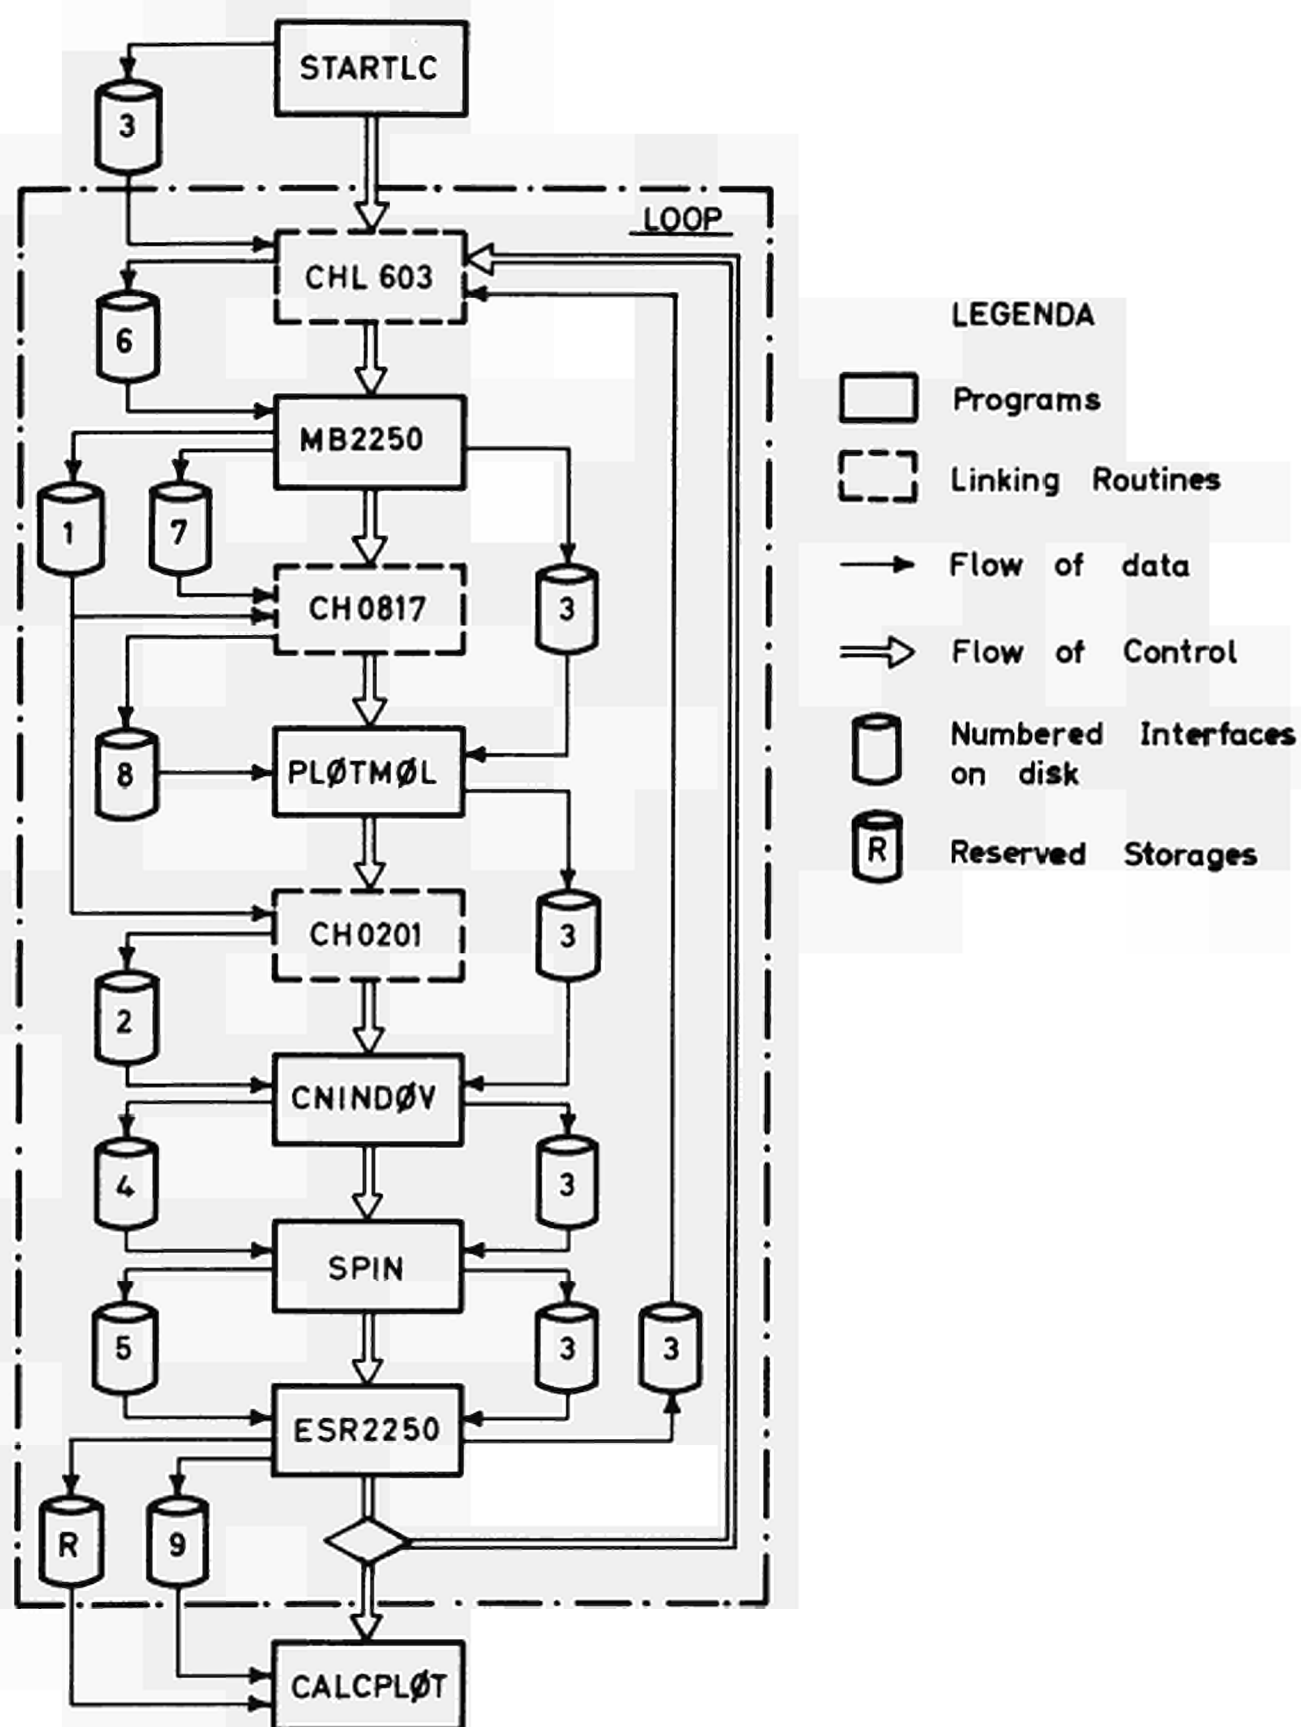 STARTLC
3
LOOP
CHL 603
6
MB2250
1
7
CH0817
3
PLØTMØL
8
CH0201
3
2
CNINDØV
4
3
SPIN
5
3
3
ESR2250
R
9
CALCPLØT
LEGENDA
Programs
Linking Routines
Flow of data
Flow of Control
Numbered Interfaces
on disk
R
Reserved Storages